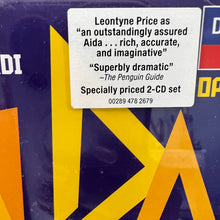 Leontyne Price as
"an outstandingly assured
Aida . . . rich, accurate,
and imaginative"
"Superbly dramatic"
–The Penguin Guide
Specially priced 2-CD set
00289 478 2679
DI
D